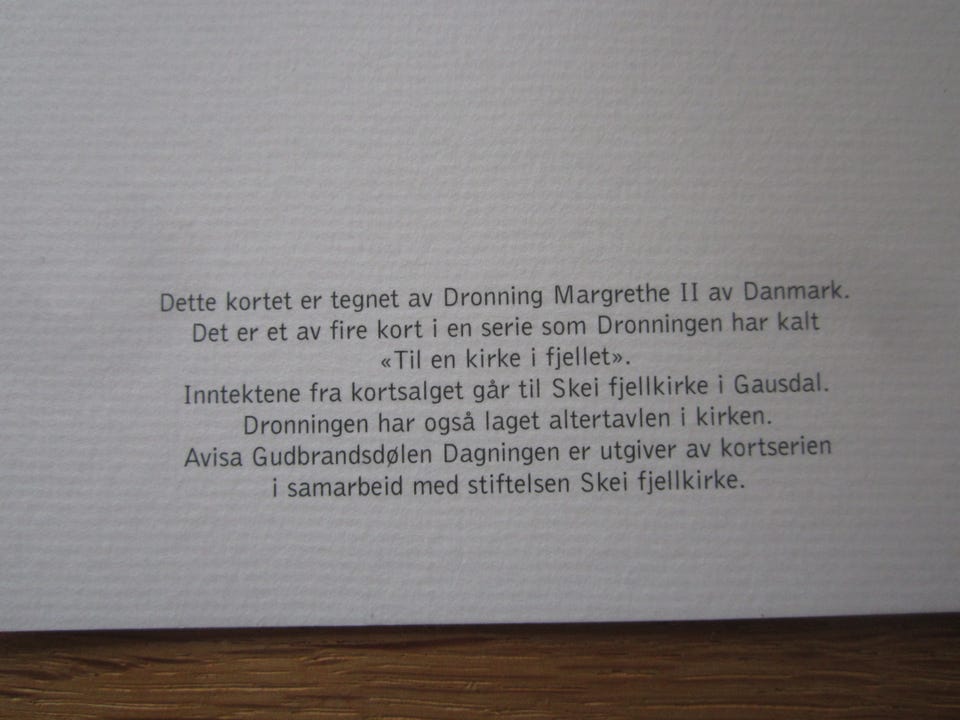 Dette kortet er tegnet av Dronning Margrethe II av Danmark.
Det er et av fire kort i en serie som Dronningen har kalt
«Til en kirke i fjellet».
Inntektene fra kortsalget går til Skei fjellkirke i Gausdal.
Dronningen har også laget altertavlen i kirken.
Avisa Gudbrandsdølen Dagningen er utgiver av kortserien
i samarbeid med stiftelsen Skei fjellkirke.